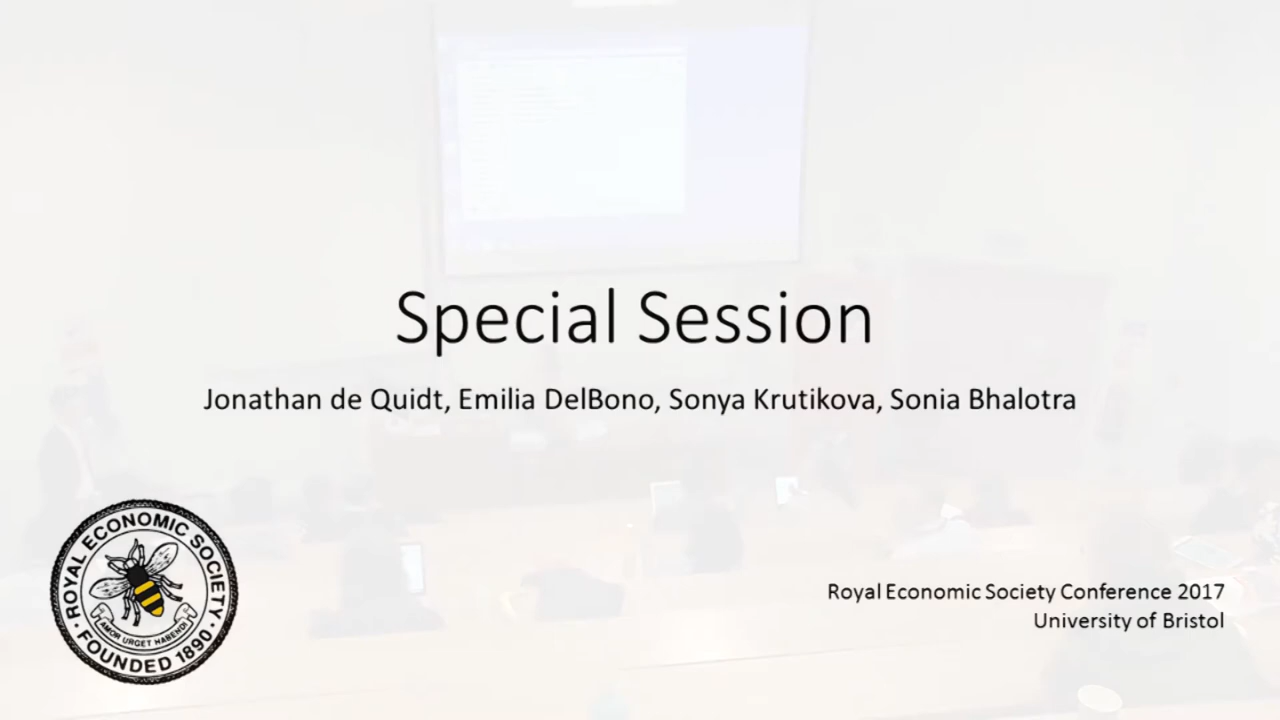 Special Session
Jonathan de Quidt, Emilia DelBono, Sonya Krutikova, Sonia Bhalotra
· ROYAL ECONOMIC SOCIETY ·
AMOR URGET HABENDI
FOUNDED 1890
Royal Economic Society Conference 2017
University of Bristol